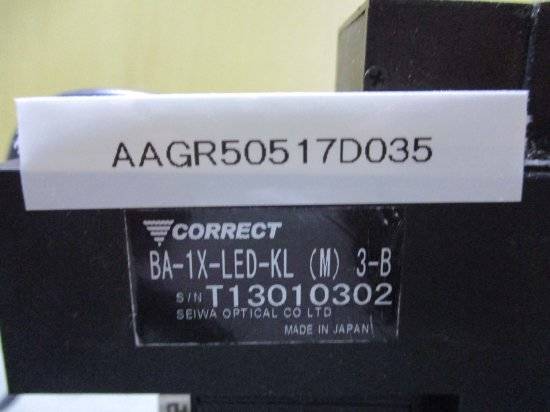 AAGR50517D035
CORRECT
BA-1X-LED-KL (M) 3-B
S/N T13010302
SEIWA OPTICAL CO LTD
MADE IN JAPAN